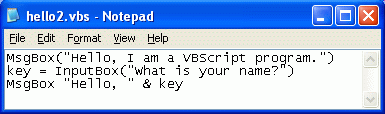 hello2.vbs - Notepad
File Edit Format View Help
MsgBox("Hello, I am a VBScript program.")
key = InputBox("what is your name?")
MsgBox "Hello, " & key